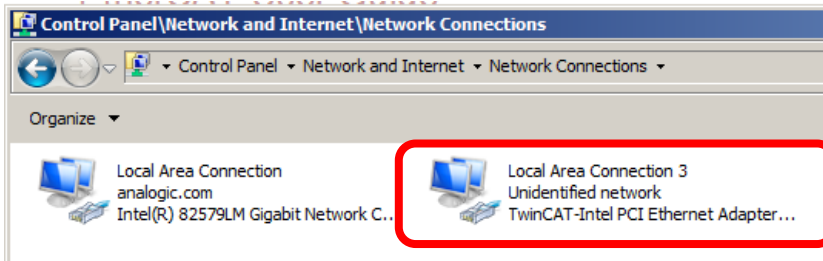 Control Panel\Network and Internet\Network Connections
Control Panel Network and Internet Network Connections
Organize
Local Area Connection
analogic.com
Intel(R) 82579LM Gigabit Network C...
Local Area Connection 3
Unidentified network
TwinCAT-Intel PCI Ethernet Adapter...